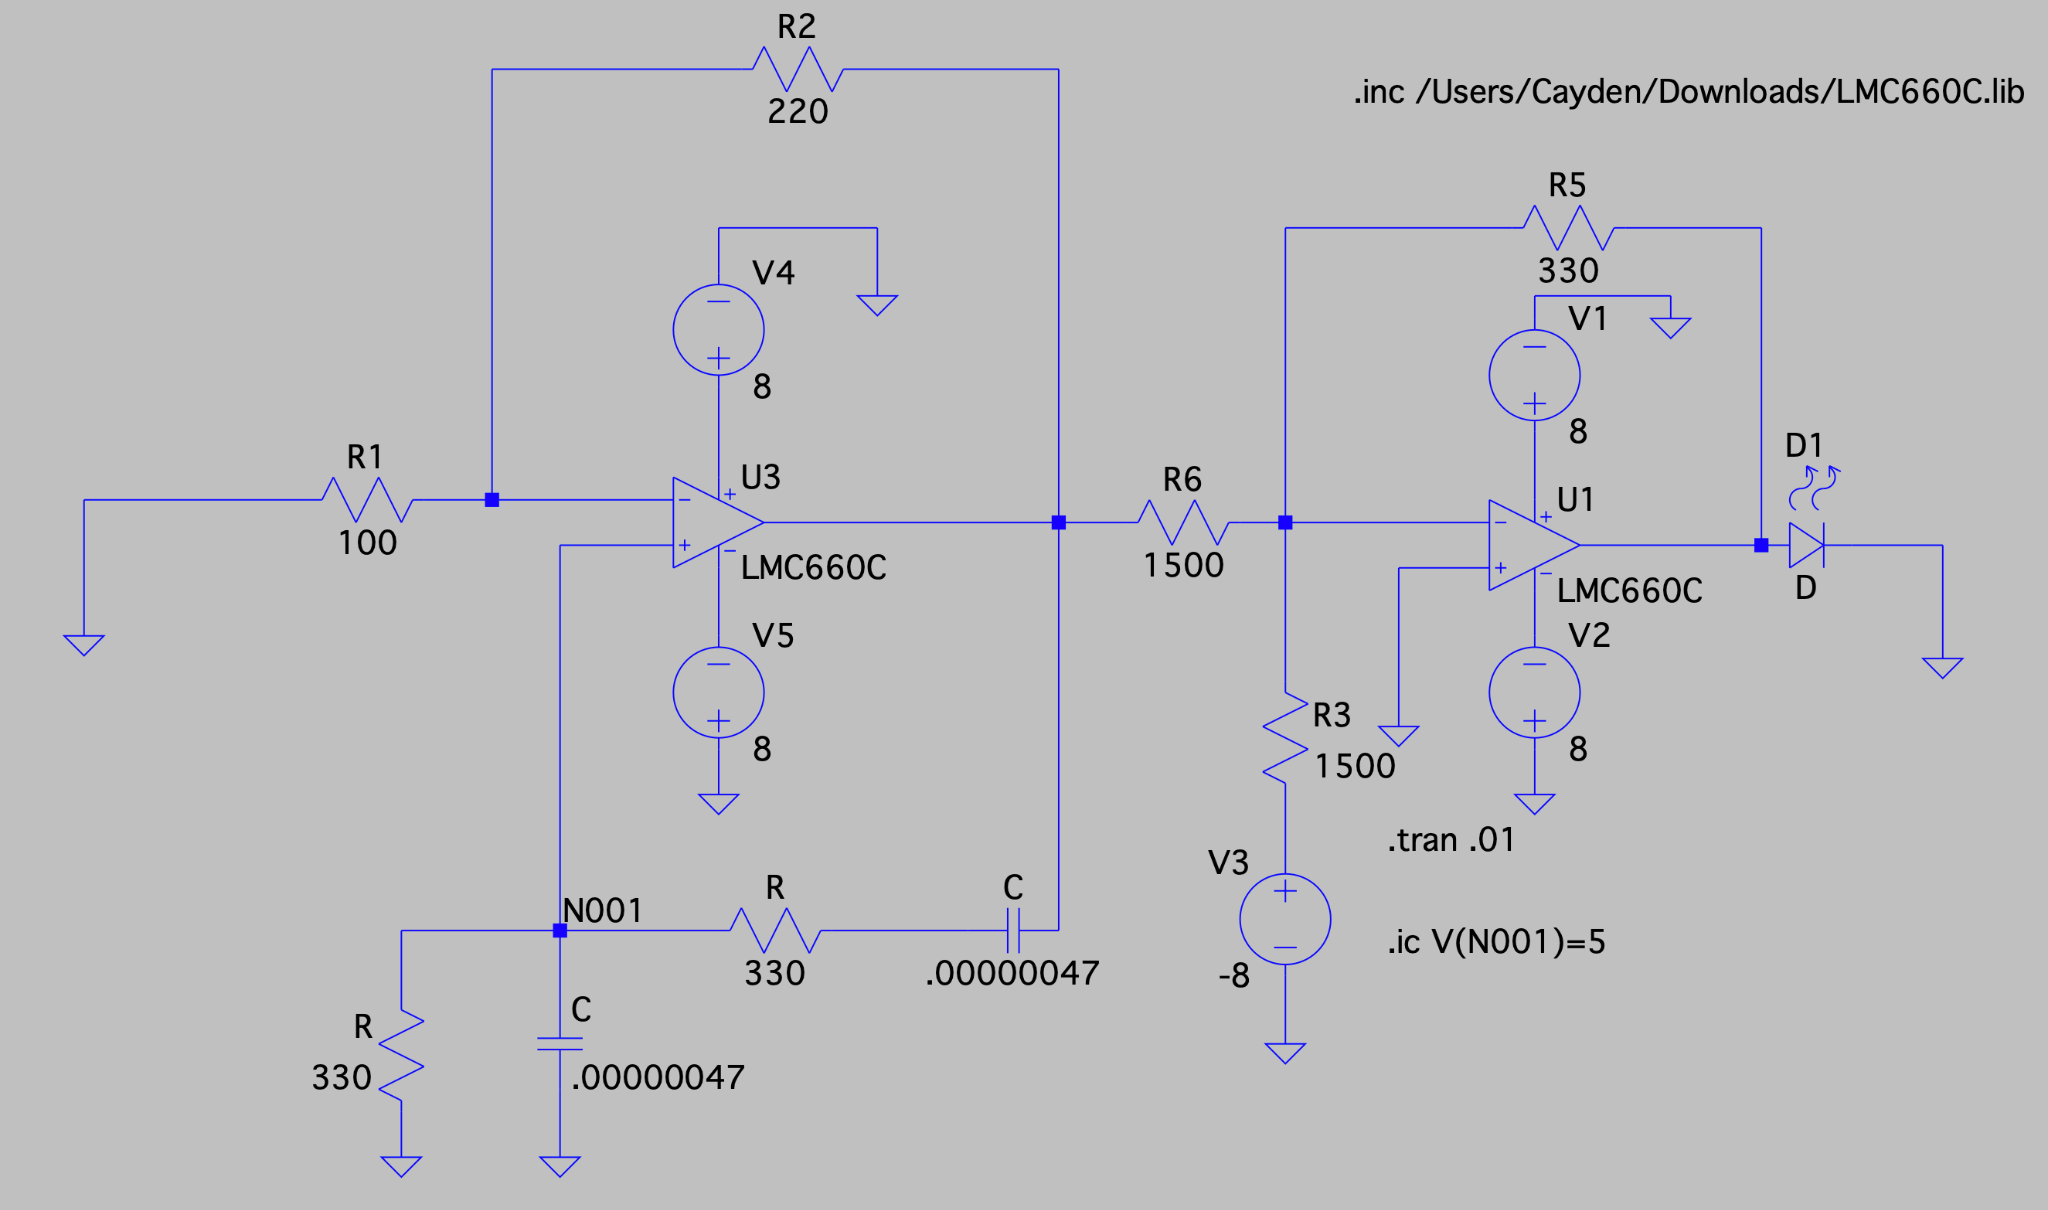 R2
220
.inc /Users/Cayden/Downloads/LMC660C.lib
R5
330
V4
8
V1
8
R1
100
U3
LMC660C
R6
1500
U1
LMC660C
D1
D
V5
8
V2
8
R3
1500
.tran .01
V3
-8
.ic V(N001)=5
N001
R
330
C
.00000047
R
330
C
.00000047